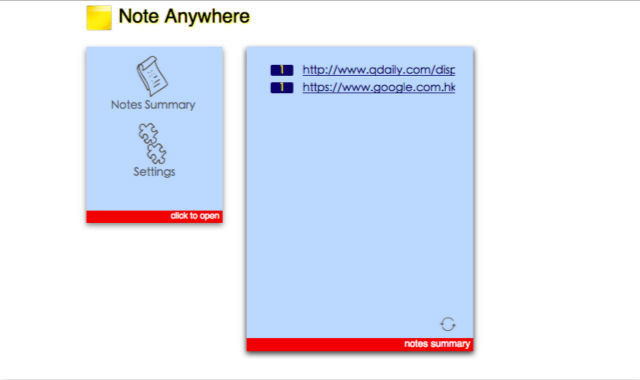 Note Anywhere
Notes Summary
Settings
click to open
1 http://www.qdaily.com/disp
1 https://www.google.com.hk
notes summary